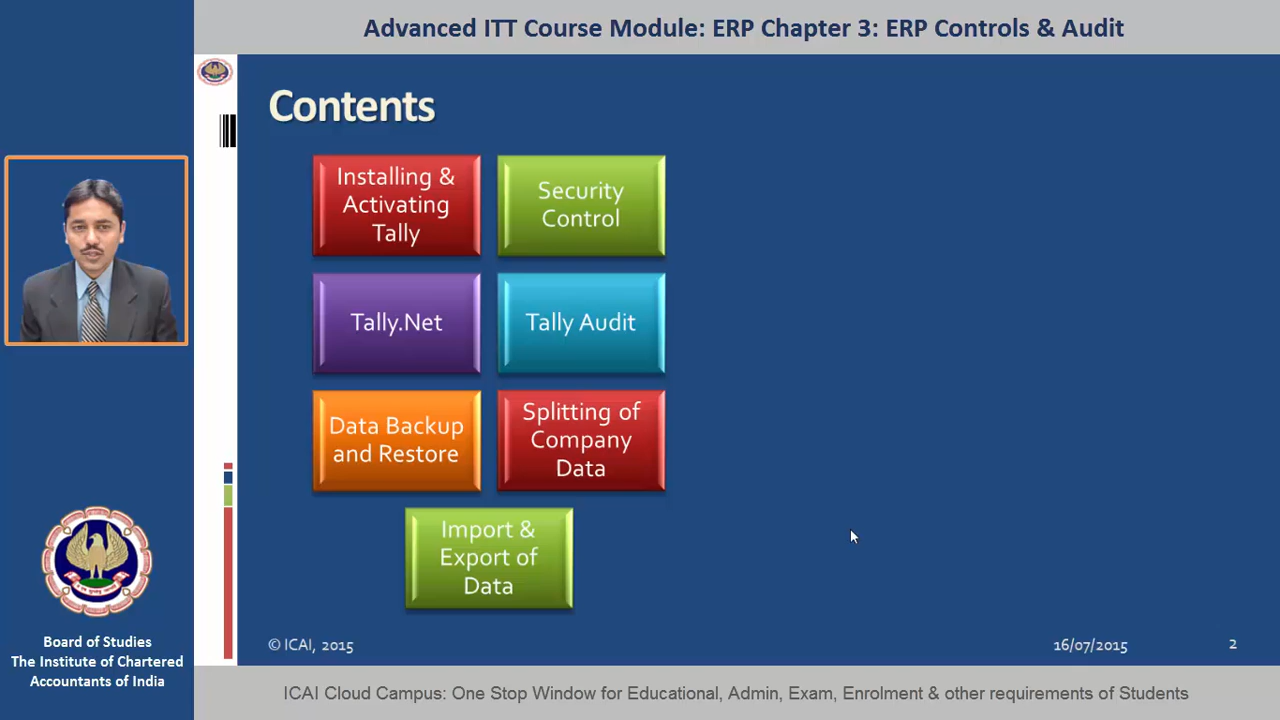 Advanced ITT Course Module: ERP Chapter 3: ERP Controls & Audit
Contents
Installing &
Activating
Tally
Security
Control
Tally.Net
Tally Audit
Data Backup
and Restore
Splitting of
Company
Data
Import &
Export of
Data
Board of Studies
The Institute of Chartered
Accountants of India
© ICAI, 2015
16/07/2015
2
ICAI Cloud Campus: One Stop Window for Educational, Admin, Exam, Enrolment & other requirements of Students